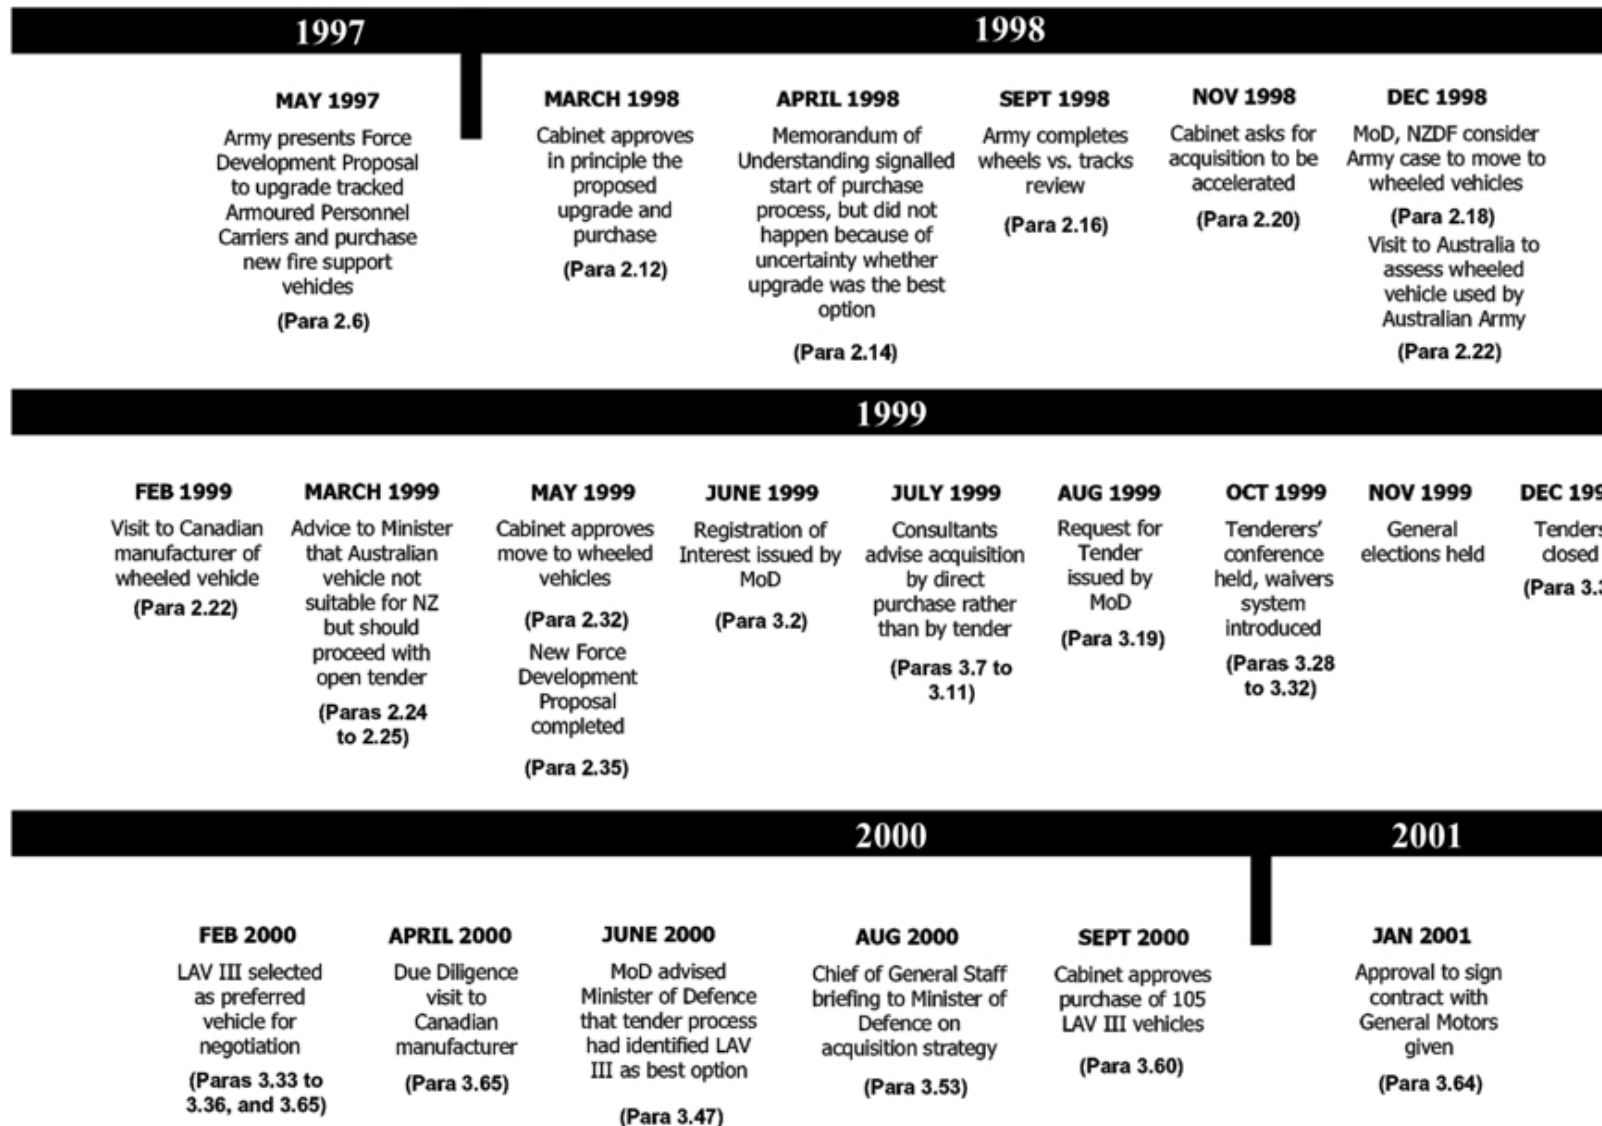 1997
1998
MAY 1997
Army presents Force
Development Proposal
to upgrade tracked
Armoured Personnel
Carriers and purchase
new fire support
vehicles
(Para 2.6)
MARCH 1998
Cabinet approves
in principle the
proposed
upgrade and
purchase
(Para 2.12)
APRIL 1998
Memorandum of
Understanding signalled
start of purchase
process, but did not
happen because of
uncertainty whether
upgrade was the best
option
(Para 2.14)
SEPT 1998
Army completes
wheels vs. tracks
review
(Para 2.16)
NOV 1998
Cabinet asks for
acquisition to be
accelerated
(Para 2.20)
DEC 1998
MoD, NZDF consider
Army case to move to
wheeled vehicles
(Para 2.18)
Visit to Australia to
assess wheeled
vehicle used by
Australian Army
(Para 2.22)
1999
FEB 1999
Visit to Canadian
manufacturer of
wheeled vehicle
(Para 2.22)
MARCH 1999
Advice to Minister
that Australian
vehicle not
suitable for NZ
but should
proceed with
open tender
(Paras 2.24
to 2.25)
MAY 1999
Cabinet approves
move to wheeled
vehicles
(Para 2.32)
New Force
Development
Proposal
completed
(Para 2.35)
JUNE 1999
Registration of
Interest issued by
MoD
(Para 3.2)
JULY 1999
Consultants
advise acquisition
by direct
purchase rather
than by tender
(Paras 3.7 to
3.11)
AUG 1999
Request for
Tender
issued by
MoD
(Para 3.19)
OCT 1999
Tenderers'
conference
held, waivers
system
introduced
(Paras 3.28
to 3.32)
NOV 1999
General
elections held
DEC 199
Tenders
closed
(Para 3.3
2000
2001
FEB 2000
LAV III selected
as preferred
vehicle for
negotiation
(Paras 3.33 to
3.36, and 3.65)
APRIL 2000
Due Diligence
visit to
Canadian
manufacturer
(Para 3.65)
JUNE 2000
MoD advised
Minister of Defence
that tender process
had identified LAV
III as best option
(Para 3.47)
AUG 2000
Chief of General Staff
briefing to Minister of
Defence on
acquisition strategy
(Para 3.53)
SEPT 2000
Cabinet approves
purchase of 105
LAV III vehicles
(Para 3.60)
JAN 2001
Approval to sign
contract with
General Motors
given
(Para 3.64)